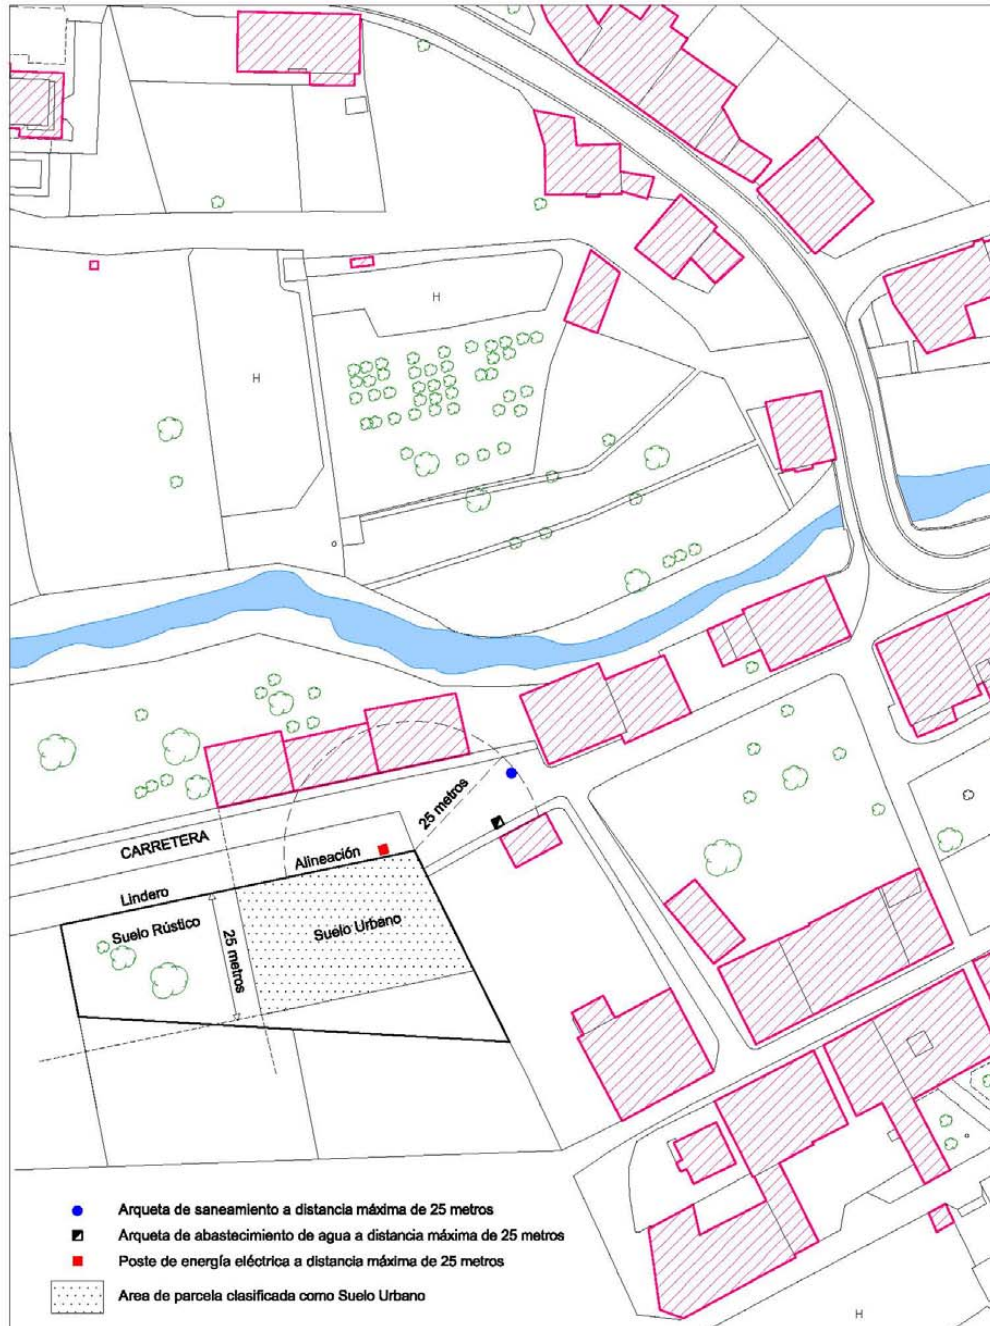 H
H
25 metros
CARRETERA
Alineación
Lindero
Suelo Rústico
Suelo Urbano
25 metros
Arqueta de saneamiento a distancia máxima de 25 metros
Arqueta de abastecimiento de agua a distancia máxima de 25 metros
Poste de energía eléctrica a distancia máxima de 25 metros
Area de parcela clasificada como Suelo Urbano
H